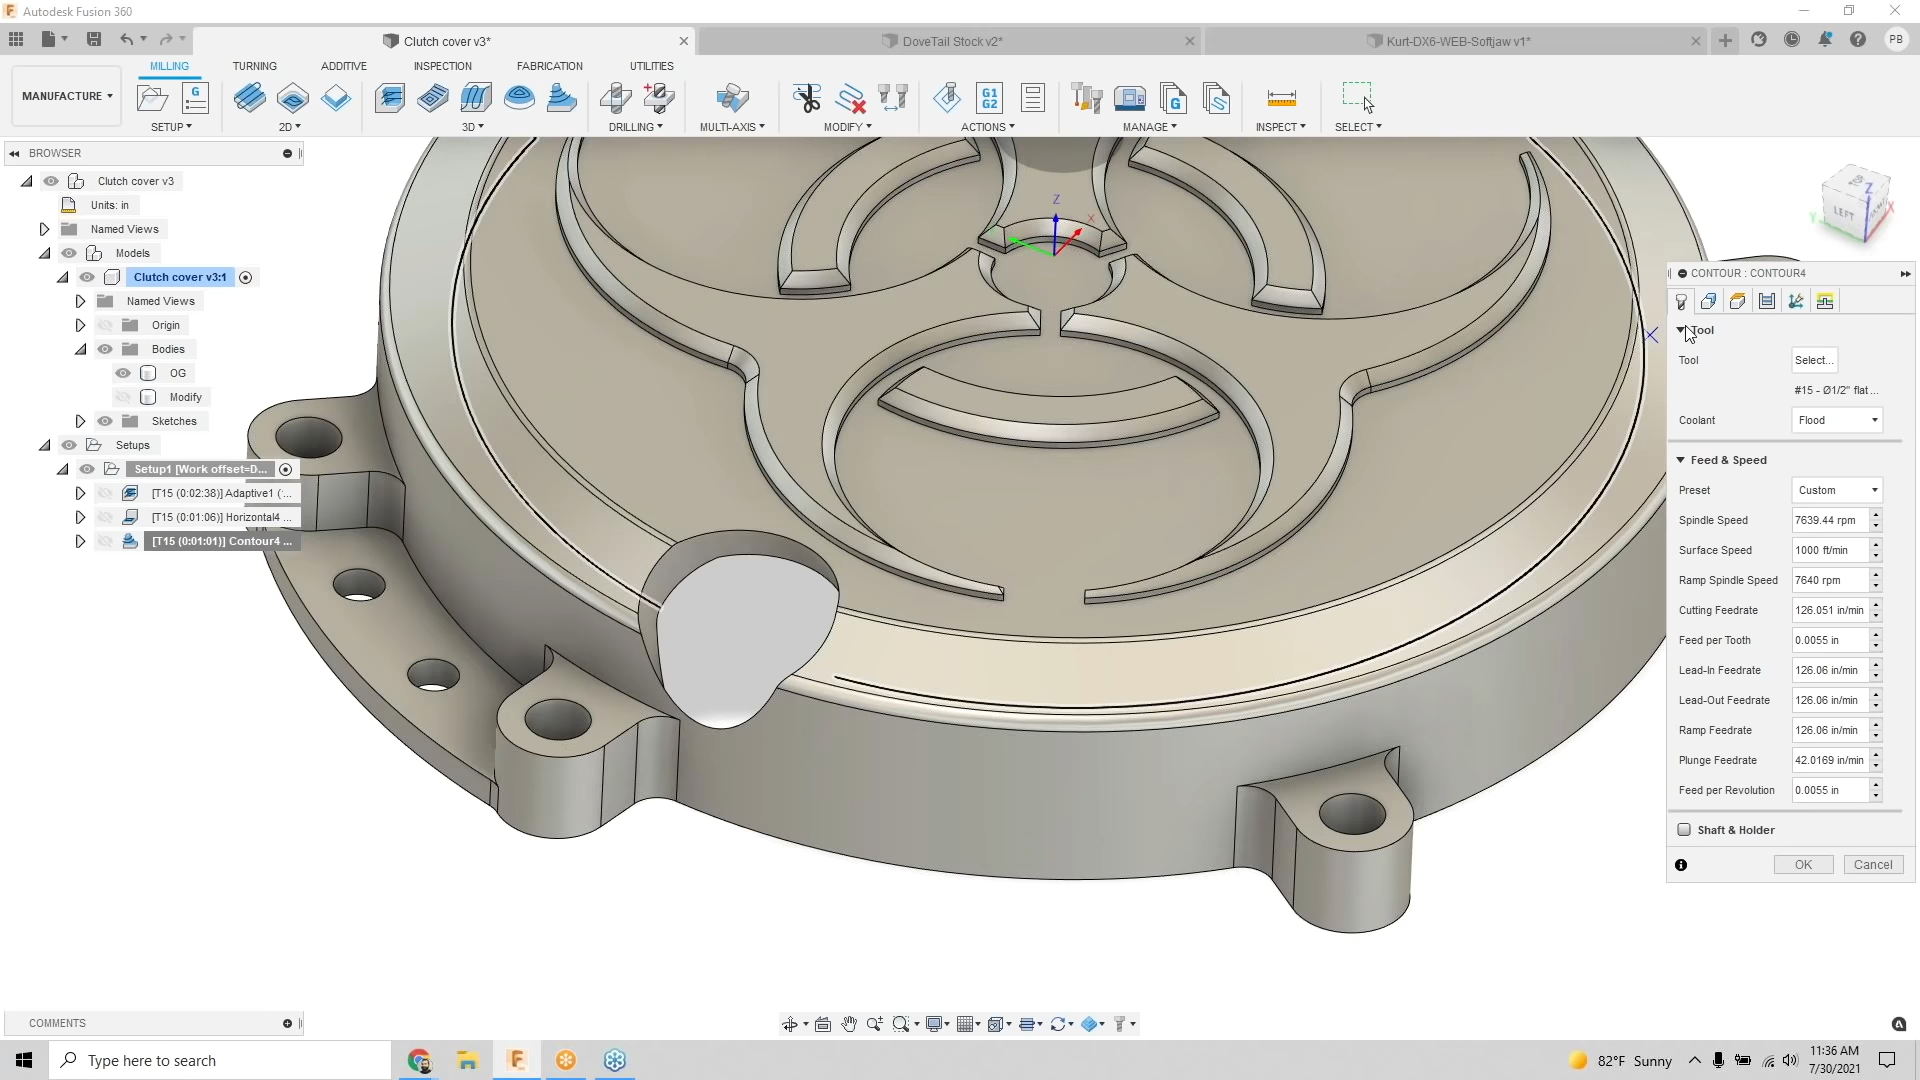 Autodesk Fusion 360
Clutch cover v3*
DoveTail Stock v2*
Kurt-DX6-WEB-Softjaw v1*
PB
MILLING
TURNING
ADDITIVE
INSPECTION
FABRICATION
UTILITIES
MANUFACTURE
SETUP
2D
3D
DRILLING
MULTI-AXIS
MODIFY
ACTIONS
MANAGE
INSPECT
SELECT
G
G1
G2
G
BROWSER
Clutch cover v3
Units: in
Named Views
Models
Clutch cover v3:1
Named Views
Origin
Bodies
OG
Modify
Sketches
Setups
Setup1 [Work offset=D...
[T15 (0:02:38)] Adaptive1 (...
[T15 (0:01:06)] Horizontal4 ...
[T15 (0:01:01)] Contour4 ...
Z
X
Z
X
Y
LEFT
CONTOUR : CONTOUR4
Tool
Tool
Select...
#15 - Ø1/2" flat ...
Coolant
Flood
Feed & Speed
Preset
Custom
Spindle Speed
7639.44 rpm
Surface Speed
1000 ft/min
Ramp Spindle Speed
7640 rpm
Cutting Feedrate
126.051 in/min
Feed per Tooth
0.0055 in
Lead-In Feedrate
126.06 in/min
Lead-Out Feedrate
126.06 in/min
Ramp Feedrate
126.06 in/min
Plunge Feedrate
42.0169 in/min
Feed per Revolution
0.0055 in
Shaft & Holder
OK
Cancel
COMMENTS
Type here to search
82°F Sunny
11:36 AM
7/30/2021